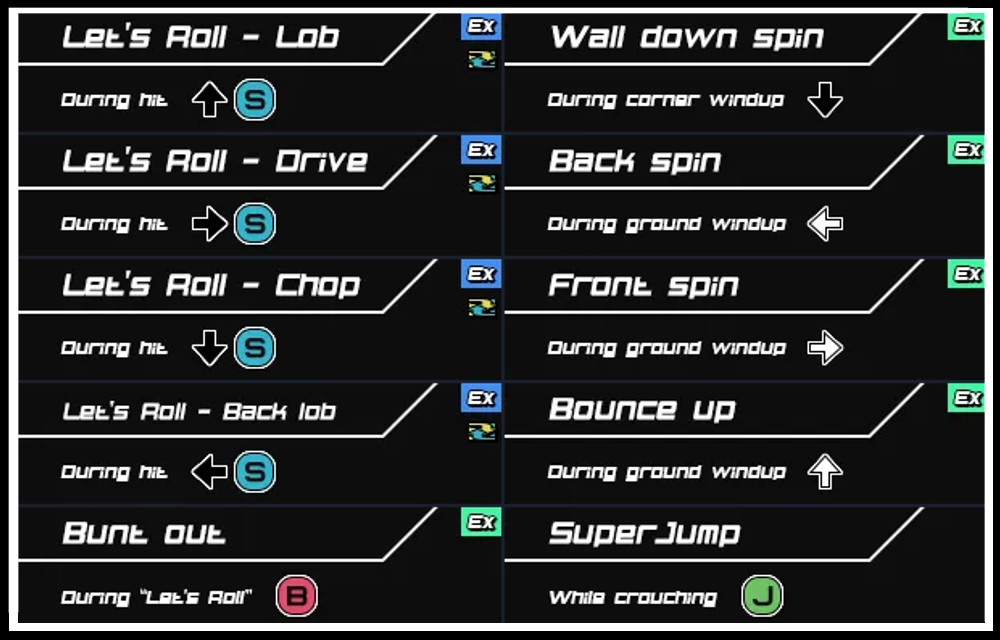 Let's Roll - Lob
EX
During hit S
Let's Roll - Drive
EX
During hit S
Let's Roll - Chop
EX
During hit S
Let's Roll - Back lob
EX
During hit S
Bunt out
EX
During "Let's Roll" B
Wall down spin
EX
During corner windup
Back spin
EX
During ground windup
Front spin
EX
During ground windup
Bounce up
EX
During ground windup
SuperJump
While crouching J